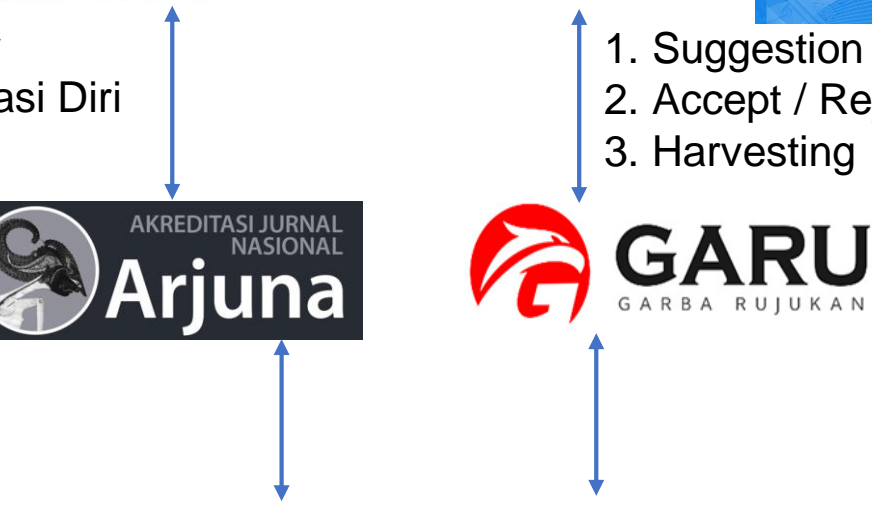 asi Diri
1. Suggestion
2. Accept / Re
3. Harvesting
AKREDITASI JURNAL
NASIONAL
Arjuna
GARU
GARBA RUJUKAN